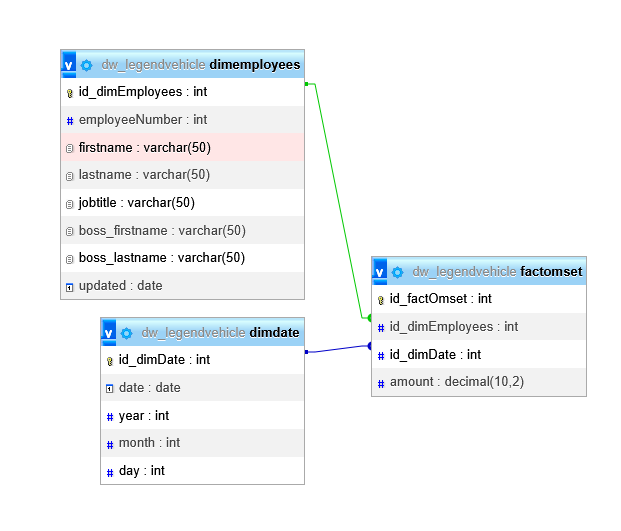 v dw_legendvehicle dimemployees
id_dimEmployees : int
# employeeNumber : int
firstname : varchar(50)
lastname : varchar(50)
jobtitle : varchar(50)
boss_firstname : varchar(50)
boss_lastname : varchar(50)
updated : date
v dw_legendvehicle factomset
id_factOmset : int
# id_dimEmployees : int
# id_dimDate : int
# amount : decimal(10,2)
v dw_legendvehicle dimdate
id_dimDate : int
date : date
# year : int
# month : int
# day : int